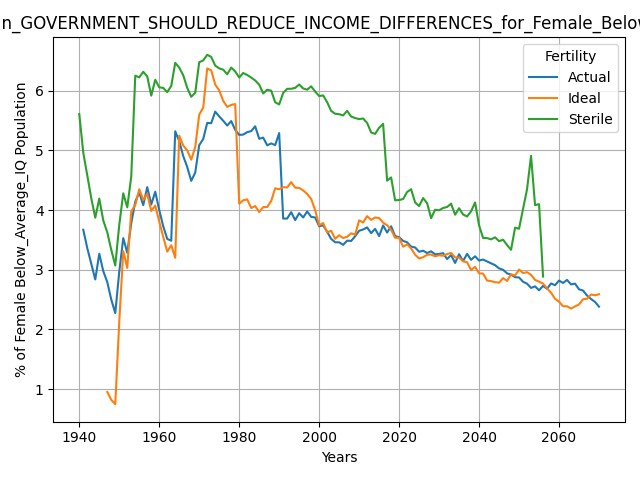 n_GOVERNMENT_SHOULD_REDUCE_INCOME_DIFFERENCES_for_Female_Below
Fertility
Actual
Ideal
Sterile
% of Female Below_Average_IQ Population
6
5
4
3
2
1
1940 1960 1980 2000 2020 2040 2060
Years